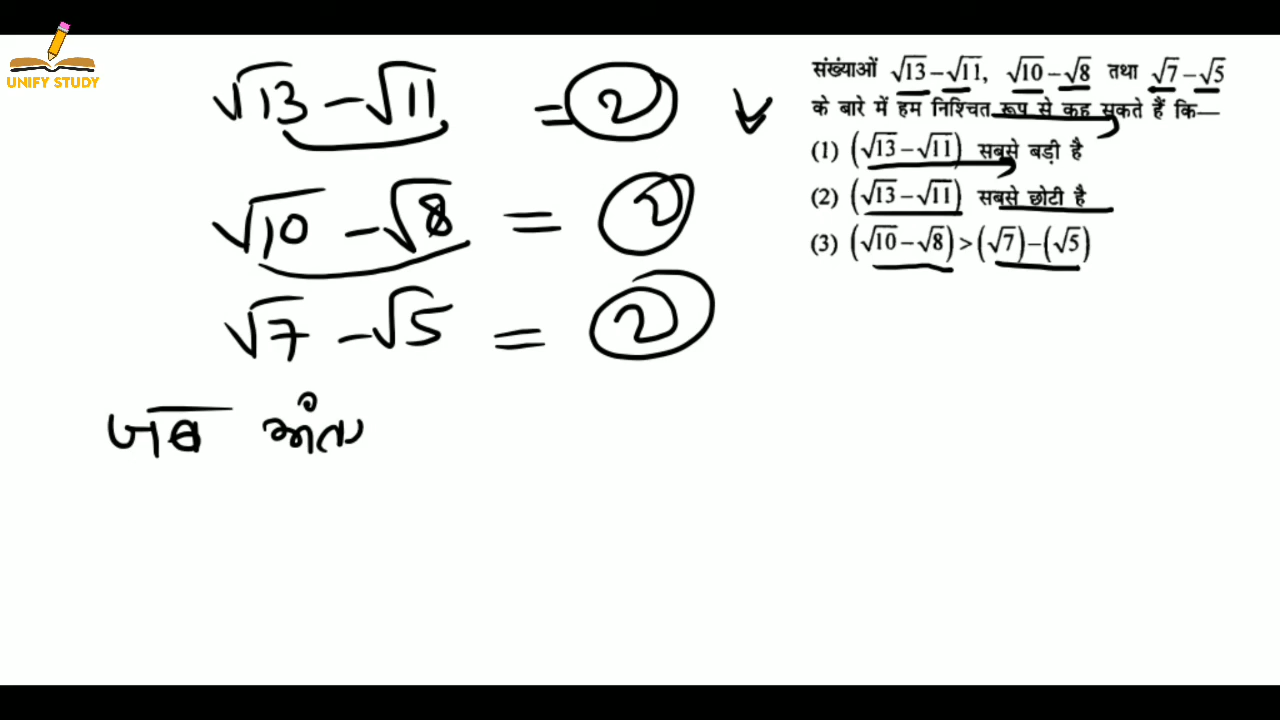 UNIFY STUDY
√13 - √11 = 2
√10 - √8 = 2
√7 - √5 = 2
जब अंत
संख्याओं √13-√11, √10-√8 तथा √7-√5
के बारे में हम निश्चित रूप से कह सकते हैं कि—
(1) (√13-√11) सबसे बड़ी है
(2) (√13-√11) सबसे छोटी है
(3) (√10-√8)>(√7)-(√5)